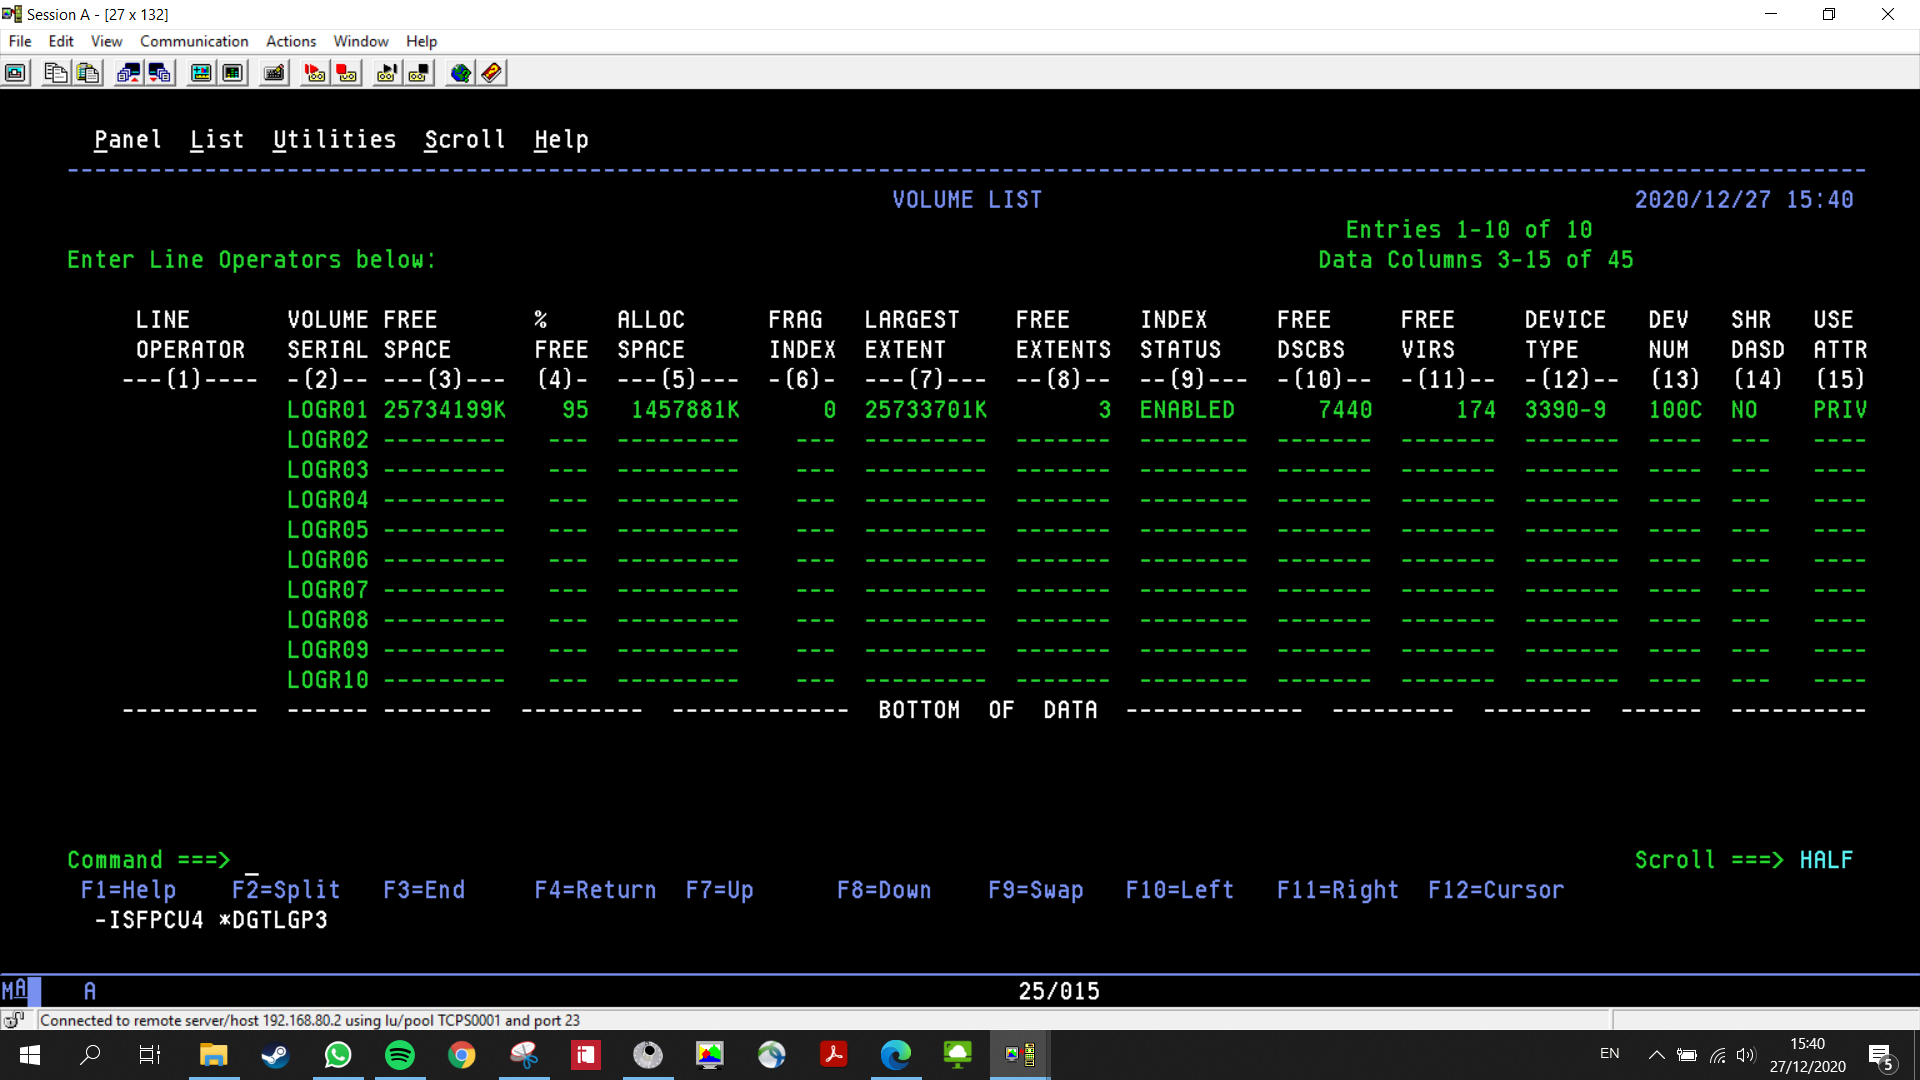 Session A - [27 x 132]
File Edit View Communication Actions Window Help
Panel List Utilities Scroll Help
VOLUME LIST 2020/12/27 15:40
Entries 1-10 of 10
Enter Line Operators below: Data Columns 3-15 of 45
LINE VOLUME FREE % ALLOC FRAG LARGEST FREE INDEX FREE FREE DEVICE DEV SHR USE
OPERATOR SERIAL SPACE FREE SPACE INDEX EXTENT EXTENTS STATUS DSCBS VIRS TYPE NUM DASD ATTR
---(1)---- -(2)-- ---(3)--- (4)- ---(5)--- -(6)- ---(7)--- --(8)-- --(9)--- -(10)-- -(11)-- -(12)-- (13) (14) (15)
LOGR01 25734199K 95 1457881K 0 25733701K 3 ENABLED 7440 174 3390-9 100C NO PRIV
LOGR02 --------- --- --------- --- --------- ------- -------- ------- ------- ------- ---- --- ----
LOGR03 --------- --- --------- --- --------- ------- -------- ------- ------- ------- ---- --- ----
LOGR04 --------- --- --------- --- --------- ------- -------- ------- ------- ------- ---- --- ----
LOGR05 --------- --- --------- --- --------- ------- -------- ------- ------- ------- ---- --- ----
LOGR06 --------- --- --------- --- --------- ------- -------- ------- ------- ------- ---- --- ----
LOGR07 --------- --- --------- --- --------- ------- -------- ------- ------- ------- ---- --- ----
LOGR08 --------- --- --------- --- --------- ------- -------- ------- ------- ------- ---- --- ----
LOGR09 --------- --- --------- --- --------- ------- -------- ------- ------- ------- ---- --- ----
LOGR10 --------- --- --------- --- --------- ------- -------- ------- ------- ------- ---- --- ----
---------- ------ -------- --------- ------------- BOTTOM OF DATA ------------- --------- -------- ------ ----------
Command ===> _ Scroll ===> HALF
F1=Help F2=Split F3=End F4=Return F7=Up F8=Down F9=Swap F10=Left F11=Right F12=Cursor
-ISFPCU4 *DGTLGP3
MA A 25/015
Connected to remote server/host 192.168.80.2 using lu/pool TCPS0001 and port 23
EN 15:40
27/12/2020 5